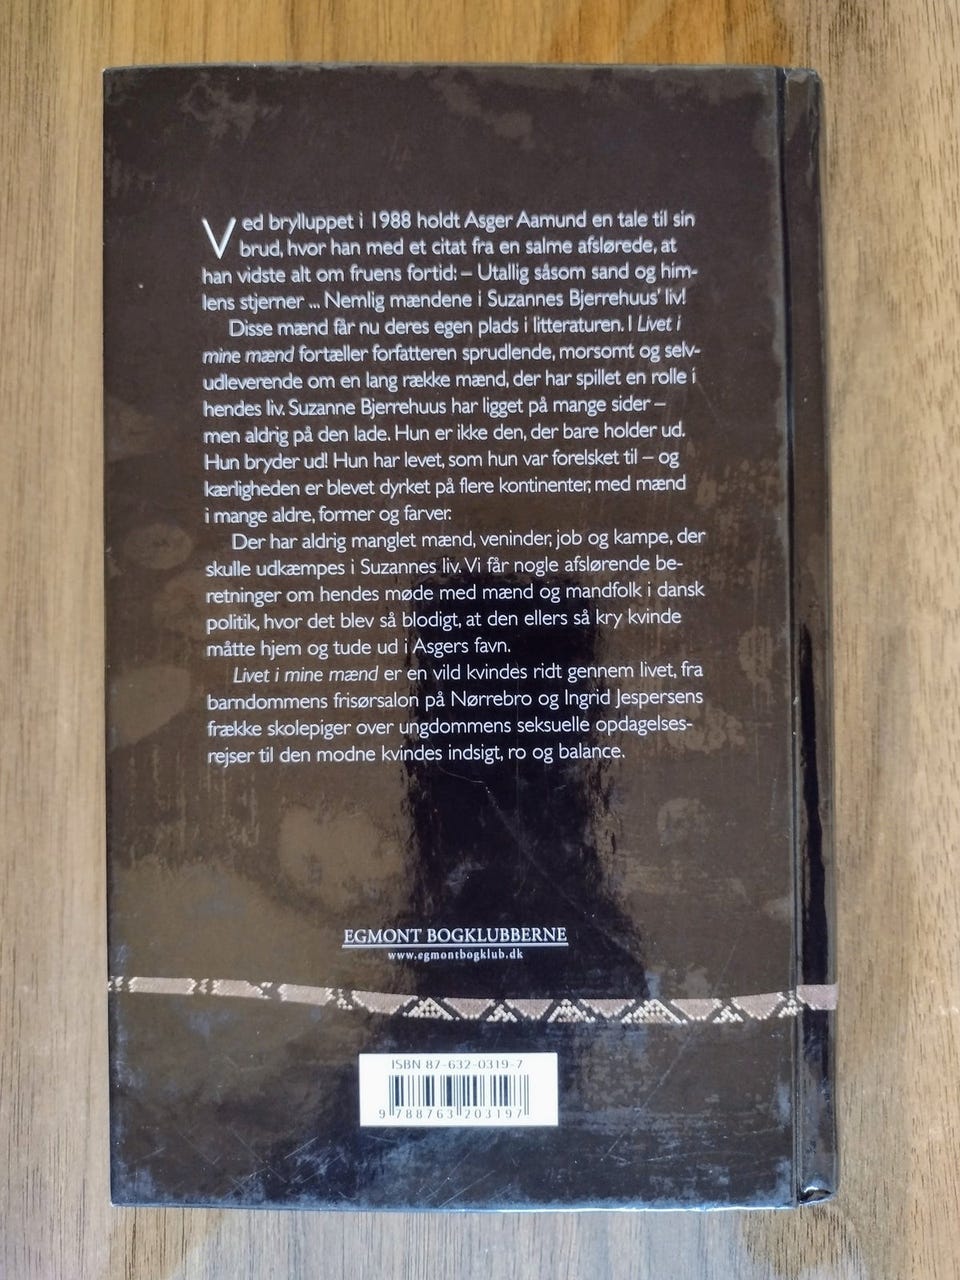 Ved brylluppet i 1988 holdt Asger Aamund en tale til sin
brud, hvor han med et citat fra en salme afslørede, at
han vidste alt om fruens fortid: – Utallig såsom sand og him-
lens stjerner ... Nemlig mændene i Suzannes Bjerrehuus' liv!
Disse mænd får nu deres egen plads i litteraturen. I Livet i
mine mænd fortæller forfatteren sprudlende, morsomt og selv-
udleverende om en lang række mænd, der har spillet en rolle i
hendes liv. Suzanne Bjerrehuus har ligget på mange sider –
men aldrig på den lade. Hun er ikke den, der bare holder ud.
Hun bryder ud! Hun har levet, som hun var forelsket til – og
kærligheden er blevet dyrket på flere kontinenter, med mænd
i mange aldre, former og farver.
Der har aldrig manglet mænd, veninder, job og kampe, der
skulle udkæmpes i Suzannes liv. Vi får nogle afslørende be-
retninger om hendes møde med mænd og mandfolk i dansk
politik, hvor det blev så blodigt, at den ellers så kry kvinde
måtte hjem og tude ud i Asgers favn.
Livet i mine mænd er en vild kvindes ridt gennem livet, fra
barndommens frisørsalon på Nørrebro og Ingrid Jespersens
frække skolepiger over ungdommens seksuelle opdagelses-
rejser til den modne kvindes indsigt, ro og balance.
EGMONT BOGKLUBBERNE
www.egmontbogklub.dk
ISBN 87-632-0319-7
9 788763 203197